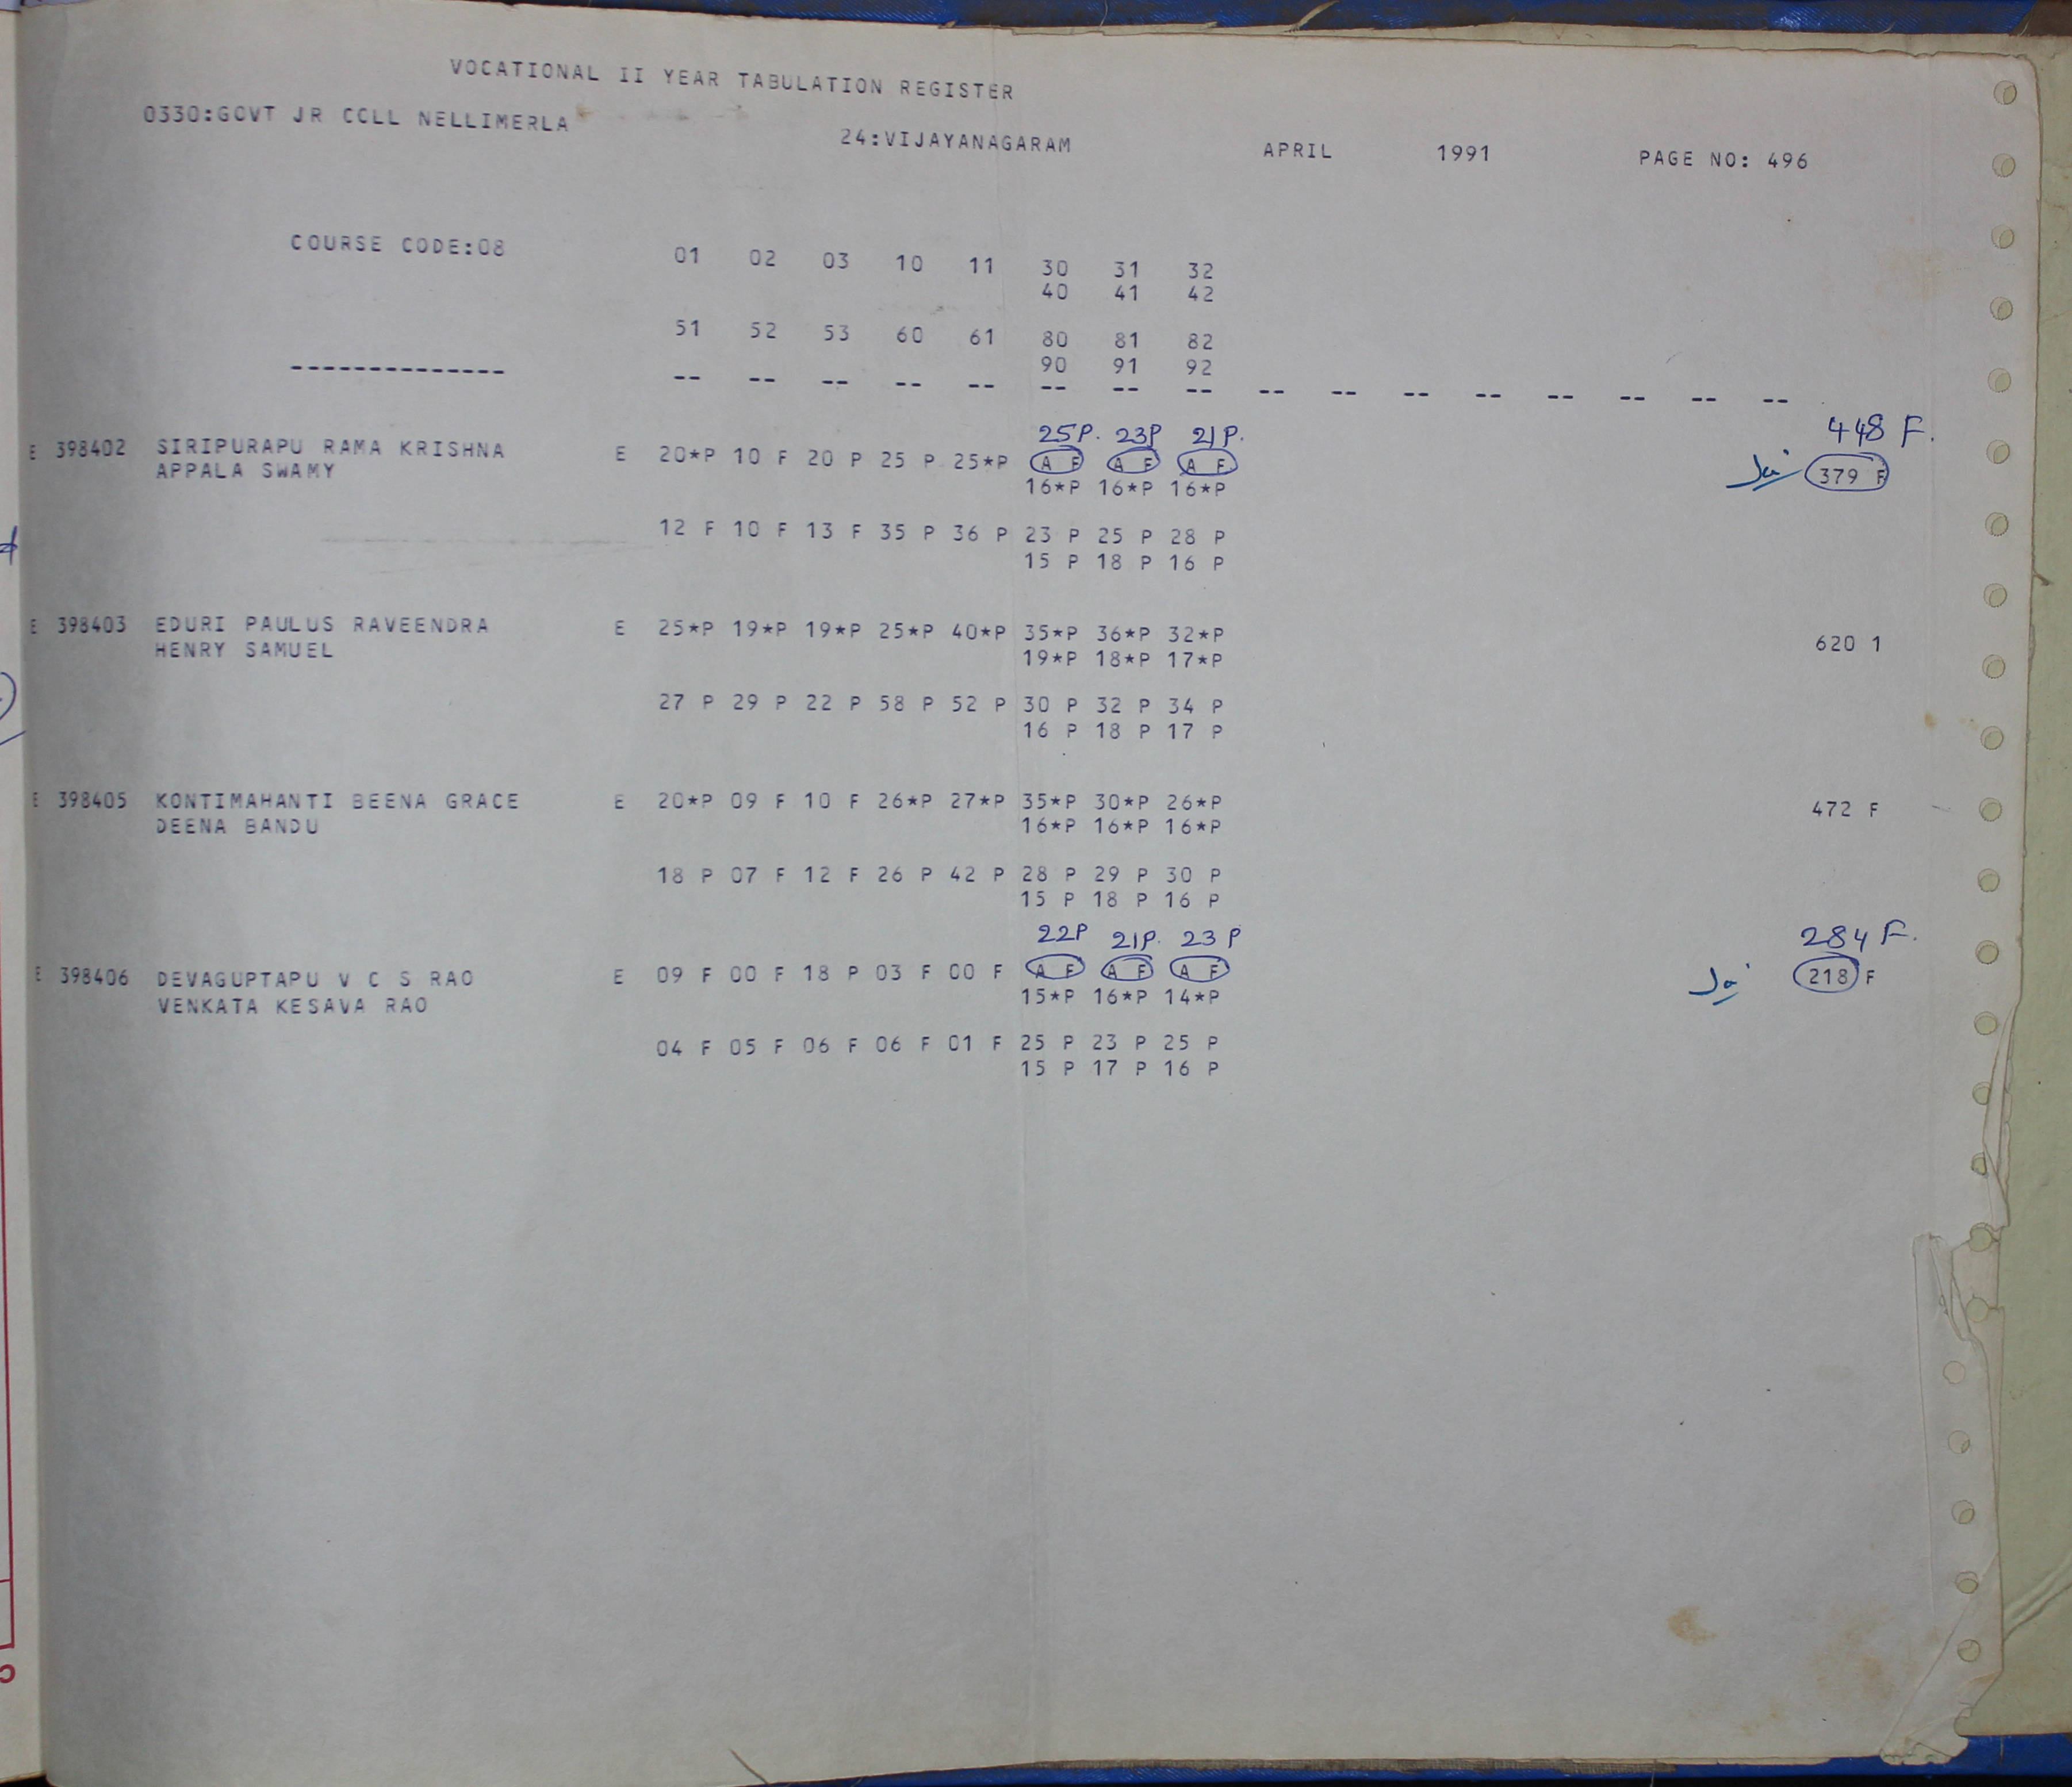 VOCATIONAL II YEAR TABULATION REGISTER
0330:GOVT JR COLL NELLIMERLA 24:VIJAYANAGARAM APRIL 1991 PAGE NO: 496
COURSE CODE:08 01 02 03 10 11 30 31 32
40 41 42
51 52 53 60 61 80 81 82
90 91 92
-------------- -- -- -- -- -- -- -- -- -- -- -- -- -- -- -- --
25P. 23P 21P. 448 F.
E 398402 SIRIPURAPU RAMA KRISHNA E 20*P 10 F 20 P 25 P 25*P A F A F A F 379 F
APPALA SWAMY 16*P 16*P 16*P
12 F 10 F 13 F 35 P 36 P 23 P 25 P 28 P
15 P 18 P 16 P
E 398403 EDURI PAULUS RAVEENDRA E 25*P 19*P 19*P 25*P 40*P 35*P 36*P 32*P 620 1
HENRY SAMUEL 19*P 18*P 17*P
27 P 29 P 22 P 58 P 52 P 30 P 32 P 34 P
16 P 18 P 17 P
E 398405 KONTIMAHANTI BEENA GRACE E 20*P 09 F 10 F 26*P 27*P 35*P 30*P 26*P 472 F
DEENA BANDU 16*P 16*P 16*P
18 P 07 F 12 F 26 P 42 P 28 P 29 P 30 P
15 P 18 P 16 P
22P 21P. 23 P 284 F.
E 398406 DEVAGUPTAPU V C S RAO E 09 F 00 F 18 P 03 F 00 F A F A F A F 218 F
VENKATA KESAVA RAO 15*P 16*P 14*P
04 F 05 F 06 F 06 F 01 F 25 P 23 P 25 P
15 P 17 P 16 P